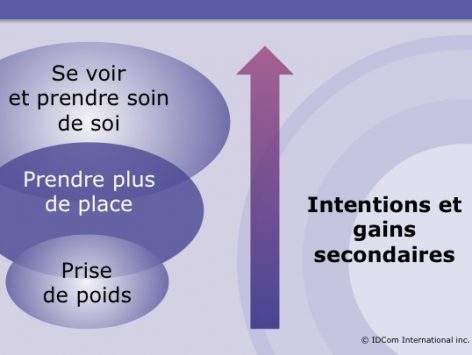 Se voir
et prendre soin
de soi
Prendre plus
de place
Prise
de poids
Intentions et
gains
secondaires
© IDCom International inc.